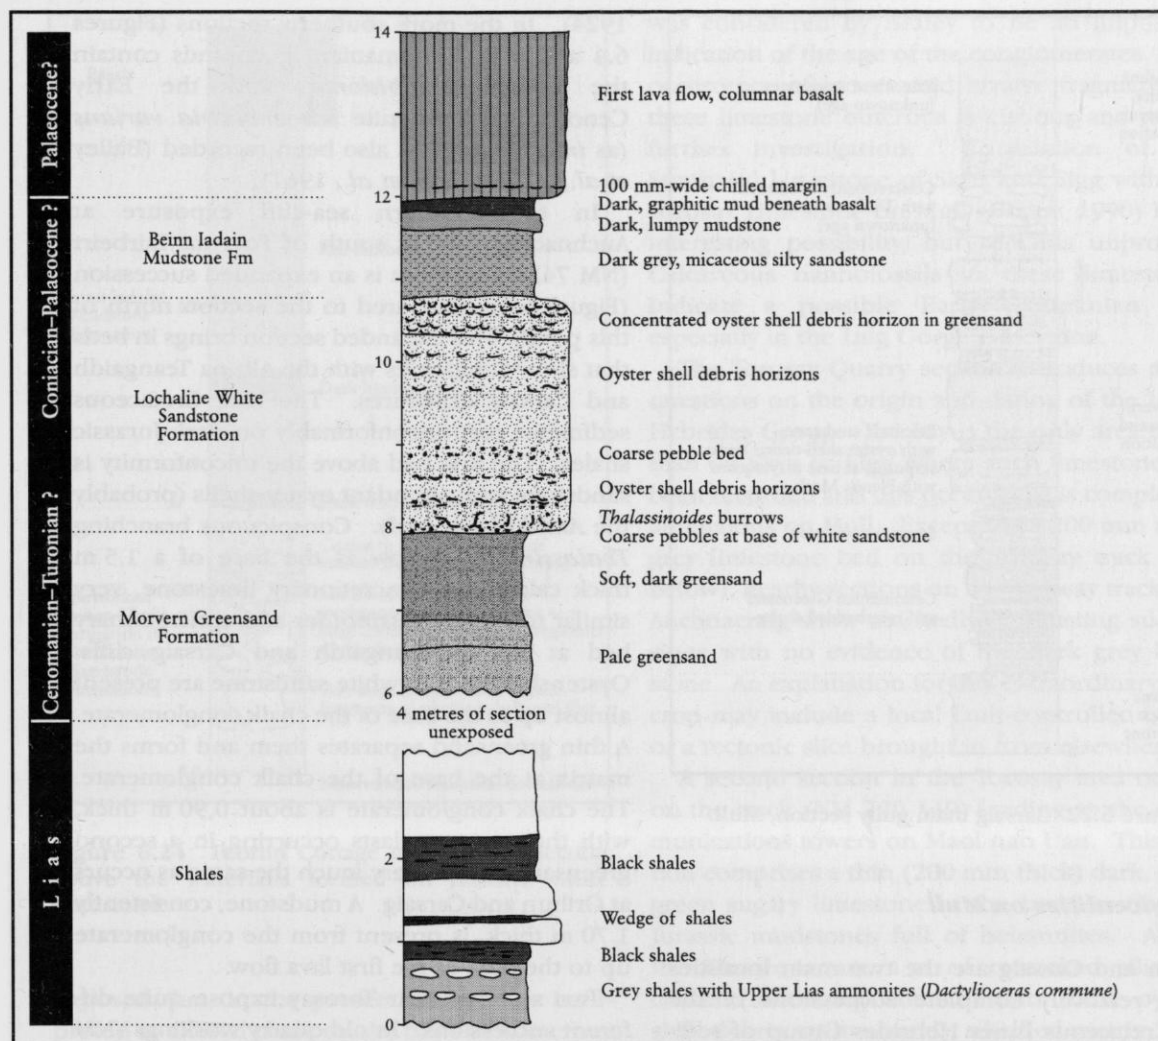 14
First lava flow, columnar basalt
100 mm-wide chilled margin
12
Dark, graphitic mud beneath basalt
Dark, lumpy mudstone
Dark grey, micaceous silty sandstone
Concentrated oyster shell debris horizon in greensand
10
Oyster shell debris horizons
Coarse pebble bed
Oyster shell debris horizons
Thalassinoides burrows
8
Coarse pebbles at base of white sandstone
Soft, dark greensand
Pale greensand
6
4 metres of section
unexposed
2
Black shales
Wedge of shales
Black shales
Grey shales with Upper Lias ammonites (Dactylioceras commune)
0
Palaeocene?
Coniacian–Palaeocene ?
Cenomanian–Turonian ?
Lias
Beinn Iadain
Mudstone Fm
Lochaline White
Sandstone
Formation
Morvern Greensand
Formation
Shales